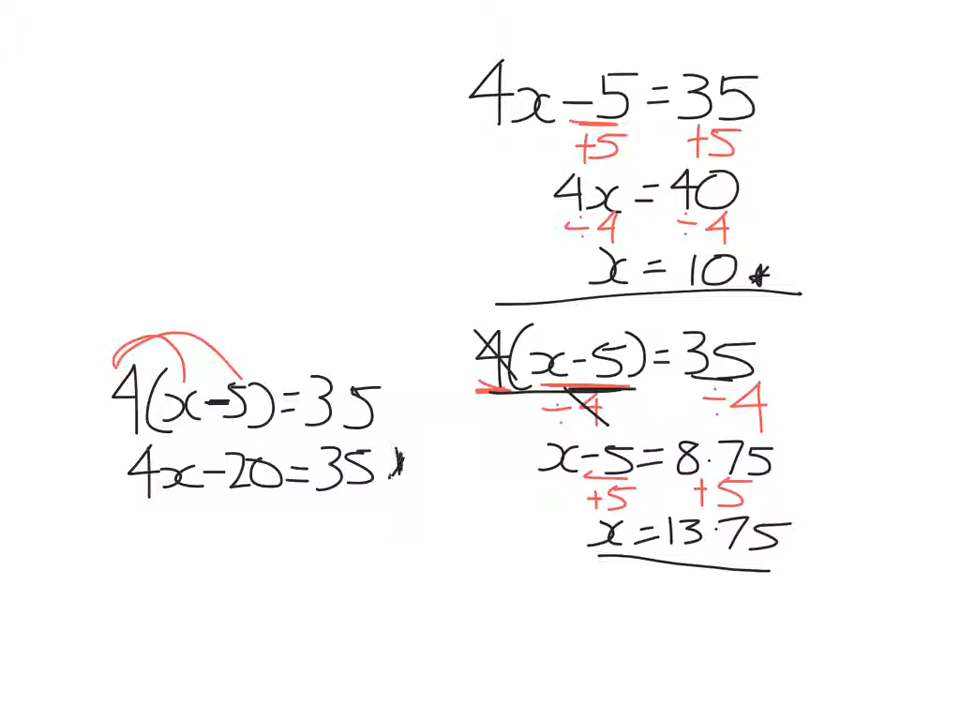 4x-5=35
+5 +5
4x=40
÷4 ÷4
x=10
4(x-5)=35
÷4 ÷4
x-5=8.75
+5 +5
x=13.75
4(x-5)=35
4x-20=35